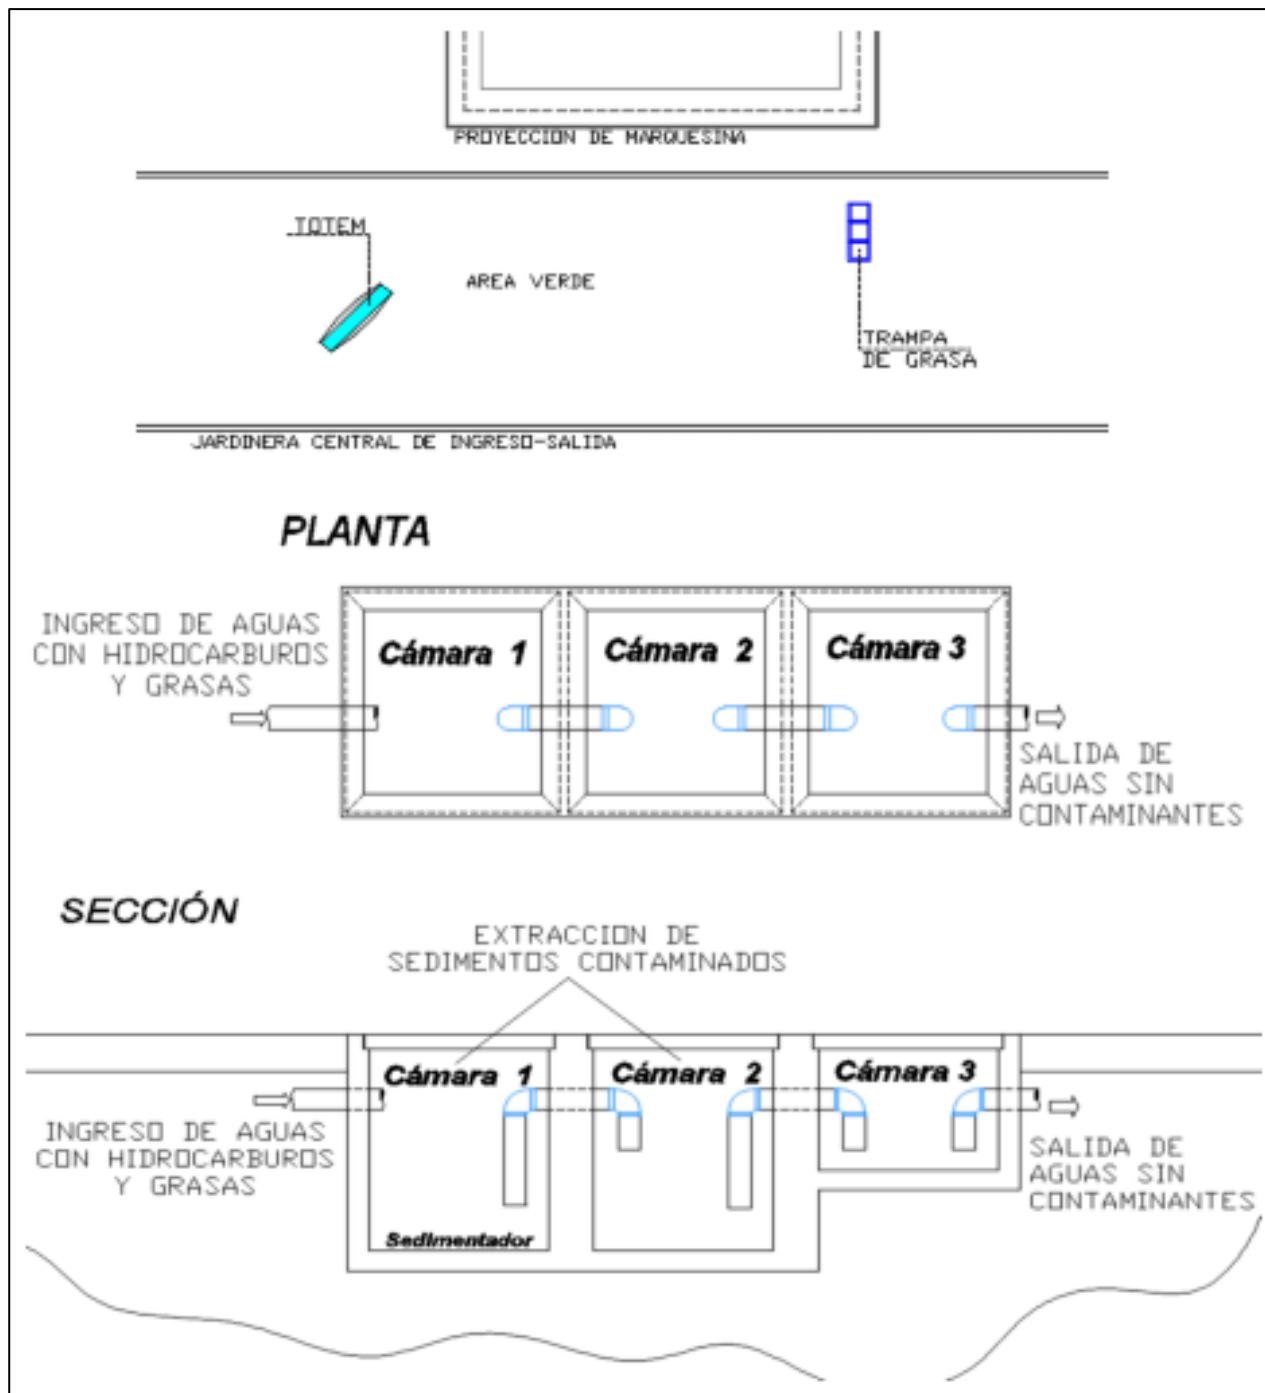 PROYECCION DE MARQUESINA
TOTEM
AREA VERDE
TRAMPA
DE GRASA
JARDINERA CENTRAL DE INGRESO-SALIDA
PLANTA
INGRESO DE AGUAS
CON HIDROCARBUROS
Y GRASAS
Cámara 1
Cámara 2
Cámara 3
SALIDA DE
AGUAS SIN
CONTAMINANTES
SECCIÓN
EXTRACCION DE
SEDIMENTOS CONTAMINADOS
Cámara 1
Cámara 2
Cámara 3
INGRESO DE AGUAS
CON HIDROCARBUROS
Y GRASAS
SALIDA DE
AGUAS SIN
CONTAMINANTES
Sedimentador